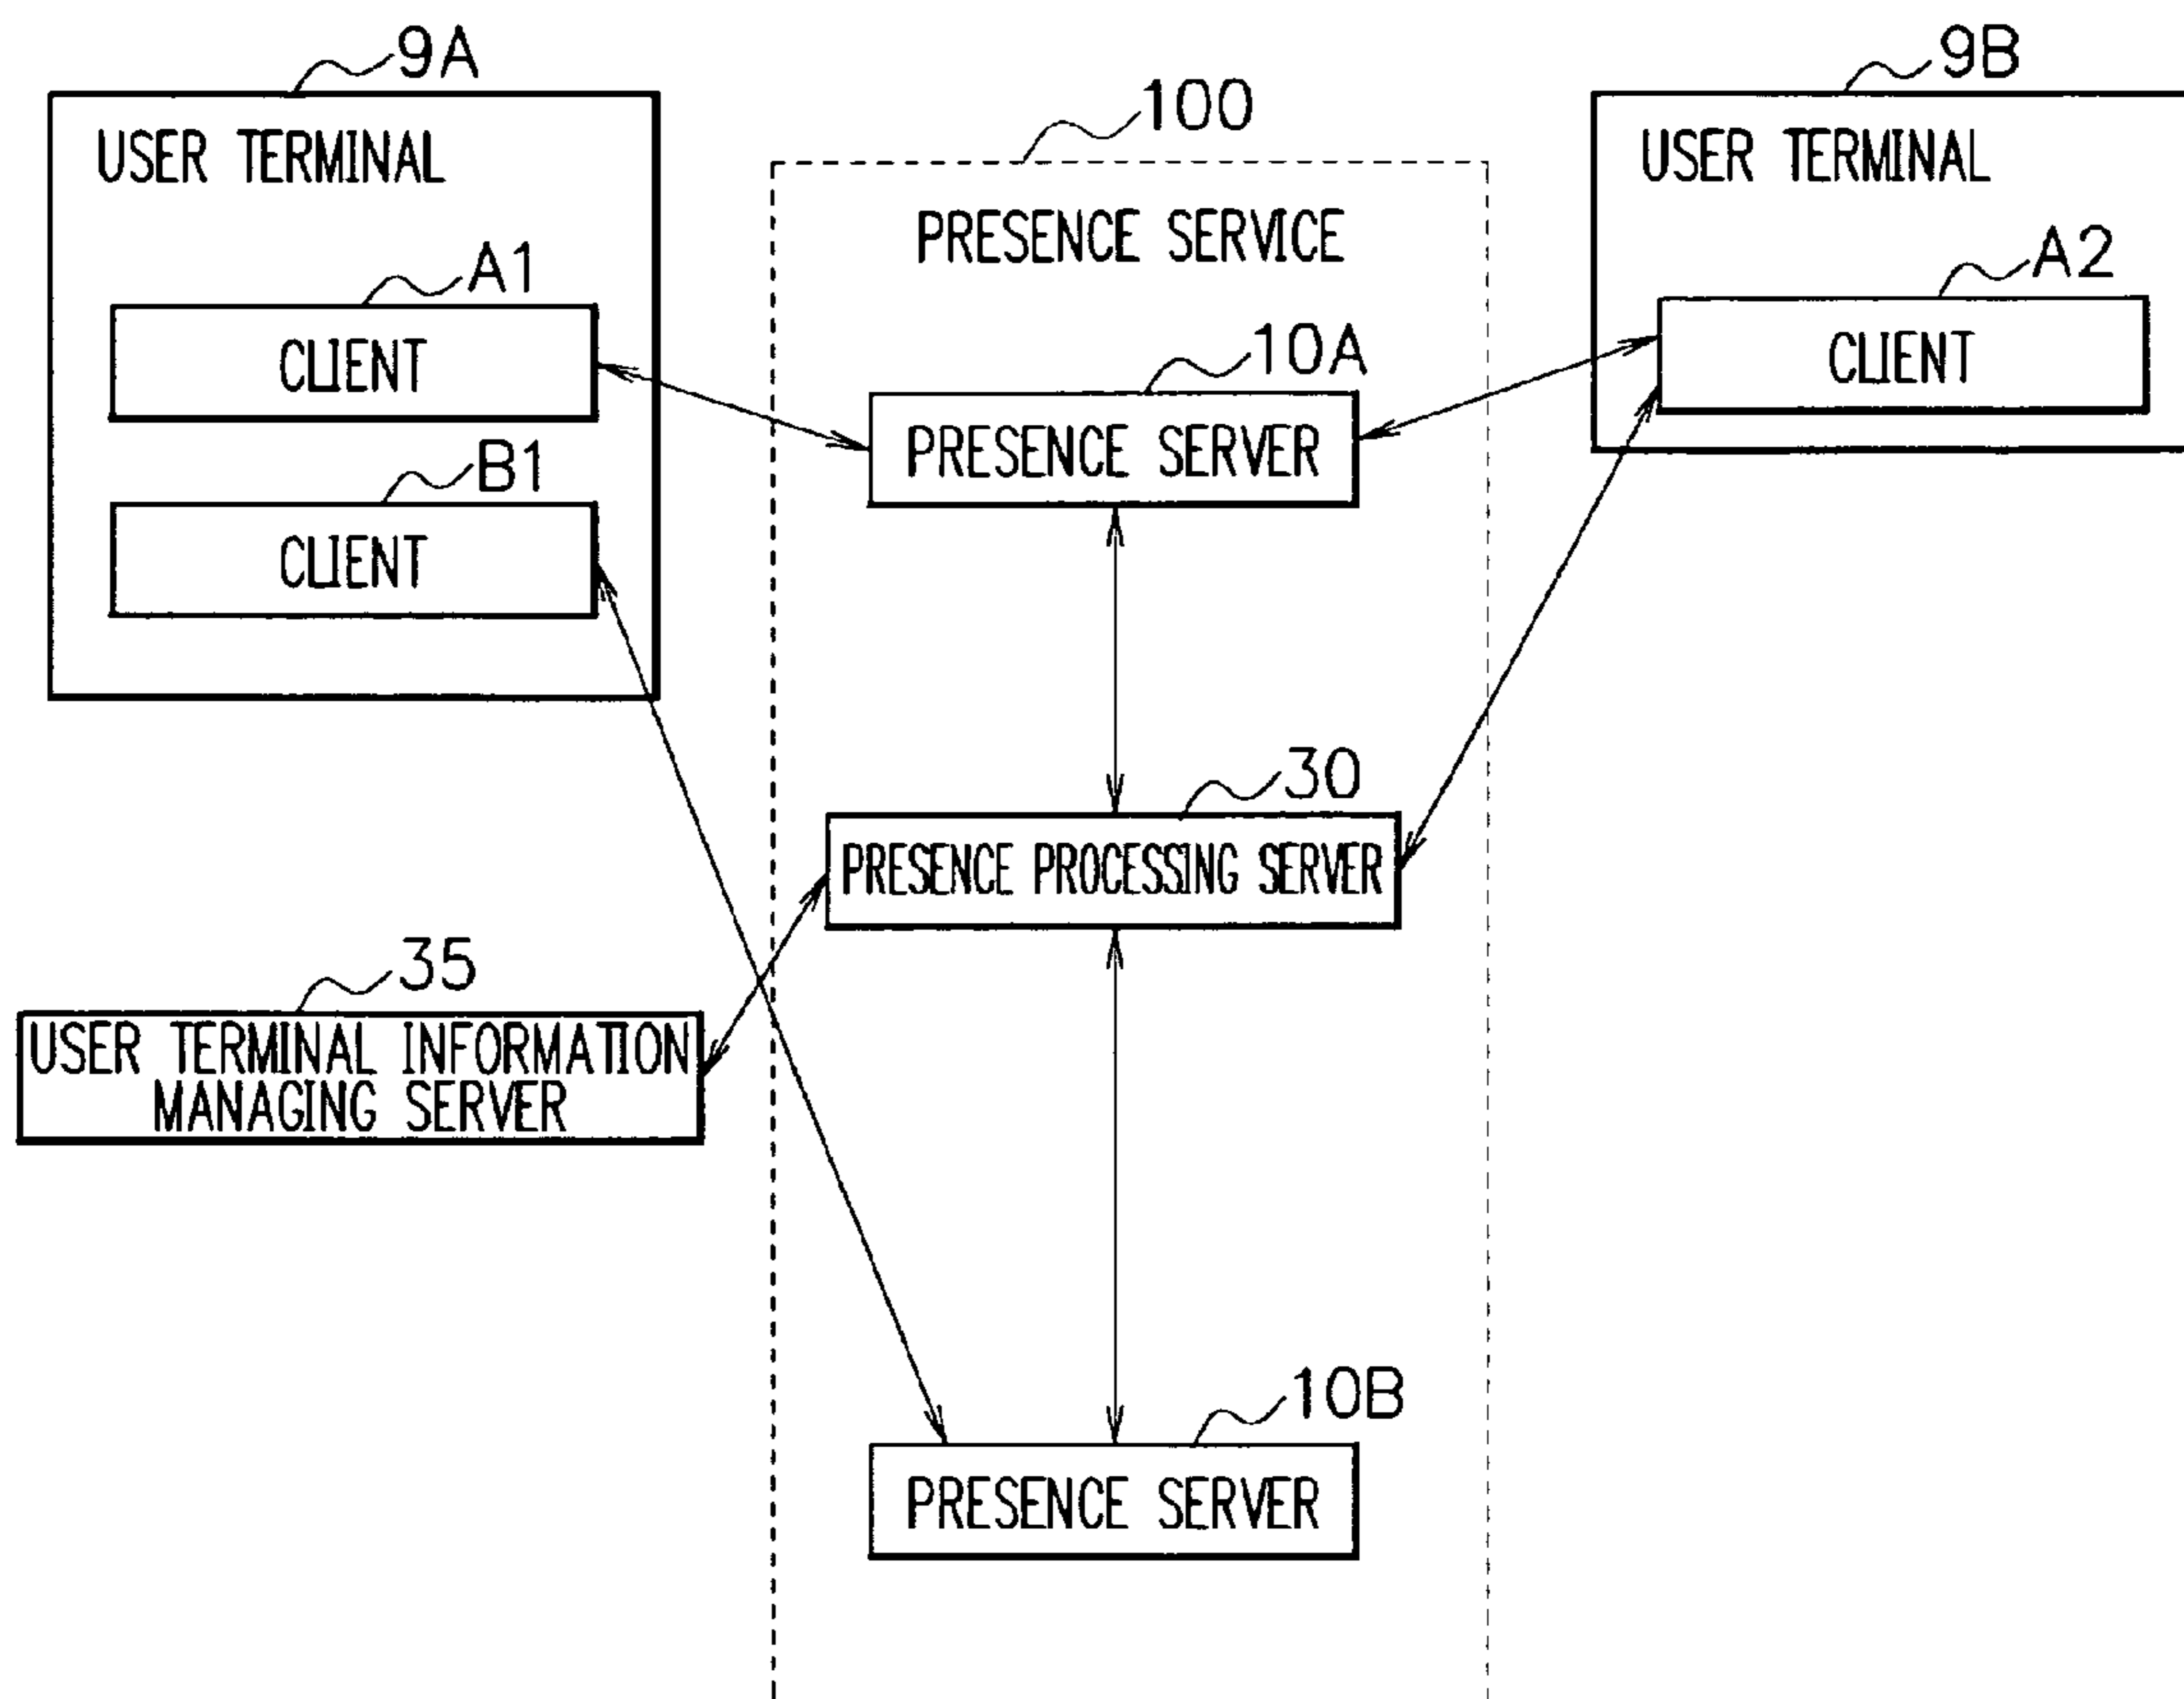 9A
USER TERMINAL
A1
CLIENT
B1
CLIENT
100
PRESENCE SERVICE
10A
PRESENCE SERVER
9B
USER TERMINAL
A2
CLIENT
30
PRESENCE PROCESSING SERVER
35
USER TERMINAL INFORMATION
MANAGING SERVER
10B
PRESENCE SERVER